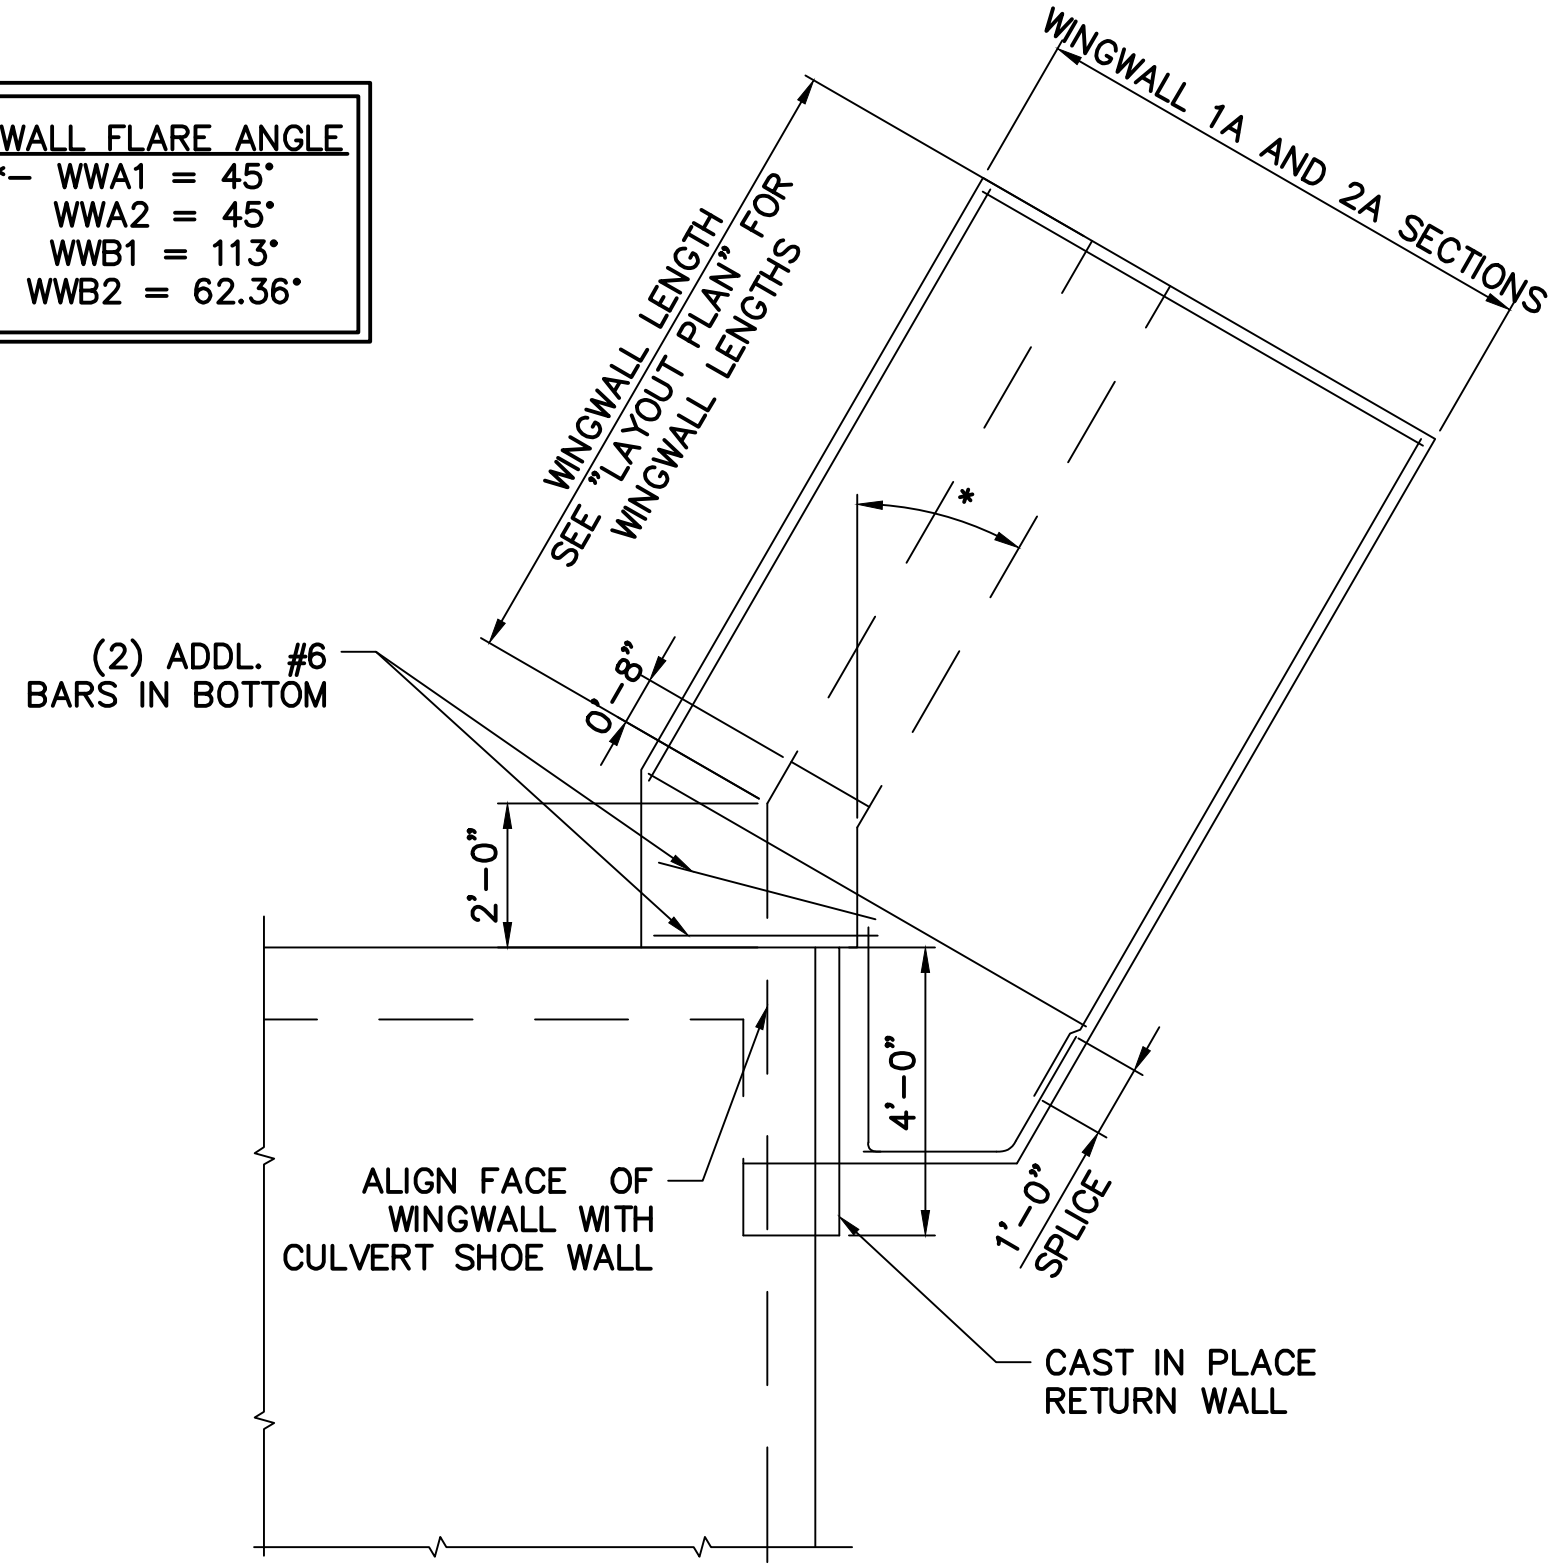 WALL FLARE ANGLE
*– WWA1 = 45°
WWA2 = 45°
WWB1 = 113°
WWB2 = 62.36°
WINGWALL 1A AND 2A SECTIONS
WINGWALL LENGTH
SEE "LAYOUT PLAN" FOR
WINGWALL LENGTHS
*
(2) ADDL. #6
BARS IN BOTTOM
0'–8"
2'–0"
4'–0"
ALIGN FACE OF
WINGWALL WITH
CULVERT SHOE WALL
1'–0"
SPLICE
CAST IN PLACE
RETURN WALL